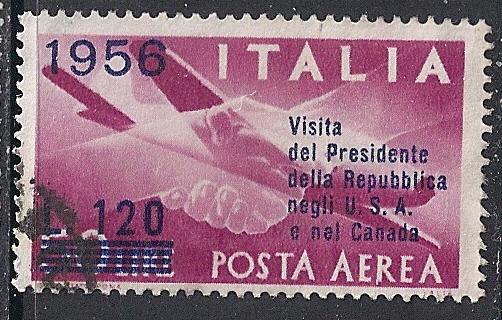 1956 ITALIA
Visita
del Presidente
della Repubblica
negli U. S. A.
e nel Canada
L. 120
POSTA AEREA